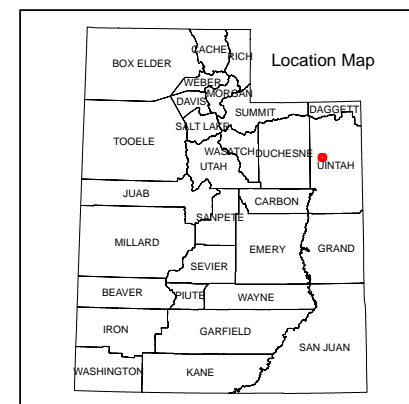 CACHE
RICH
Location Map
BOX ELDER
WEBER
MORGAN
DAVIS
SUMMIT
DAGGETT
SALT LAKE
TOOELE
WASATCH
DUCHESNE
UINTAH
UTAH
JUAB
CARBON
SANPETE
MILLARD
EMERY
GRAND
SEVIER
BEAVER
PIUTE
WAYNE
IRON
GARFIELD
SAN JUAN
WASHINGTON
KANE